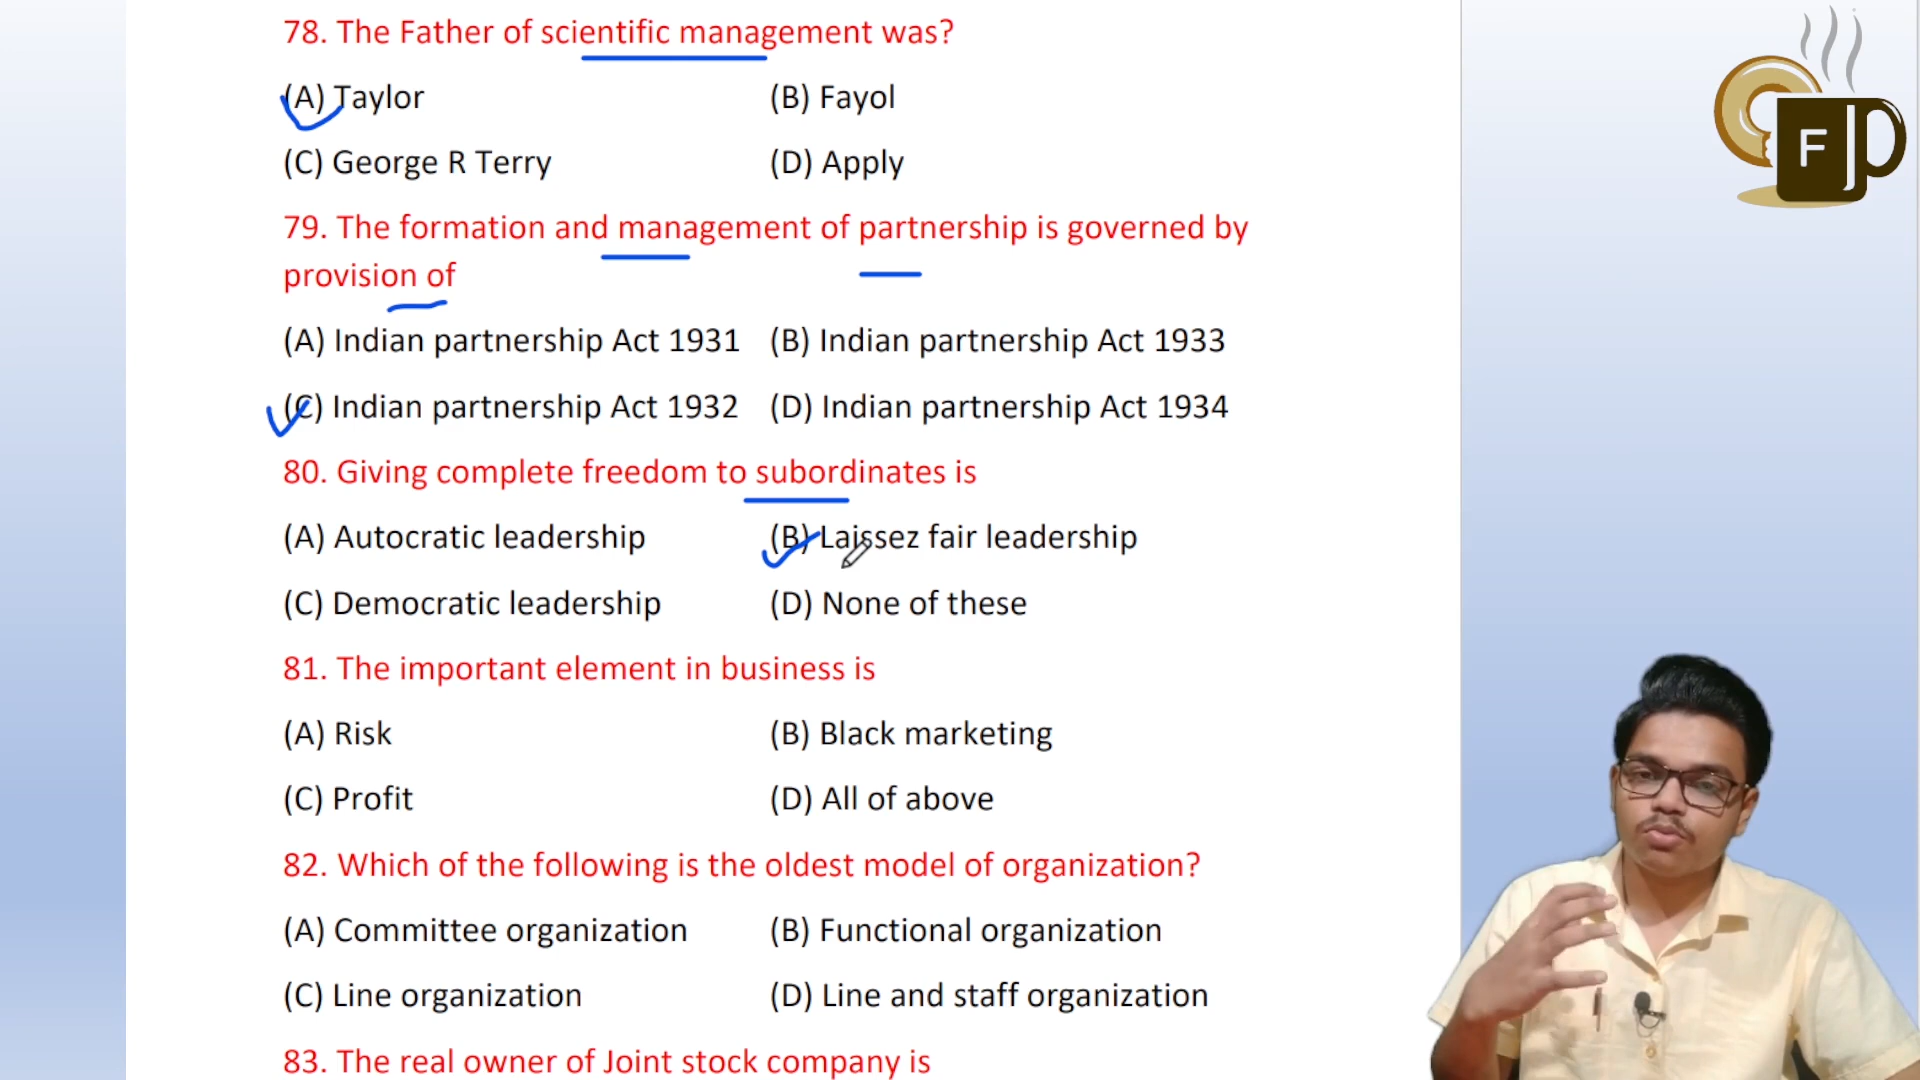 78. The Father of scientific management was?
(A) Taylor (B) Fayol
(C) George R Terry (D) Apply
79. The formation and management of partnership is governed by
provision of
(A) Indian partnership Act 1931 (B) Indian partnership Act 1933
(C) Indian partnership Act 1932 (D) Indian partnership Act 1934
80. Giving complete freedom to subordinates is
(A) Autocratic leadership (B) Laissez fair leadership
(C) Democratic leadership (D) None of these
81. The important element in business is
(A) Risk (B) Black marketing
(C) Profit (D) All of above
82. Which of the following is the oldest model of organization?
(A) Committee organization (B) Functional organization
(C) Line organization (D) Line and staff organization
83. The real owner of Joint stock company is
FJ